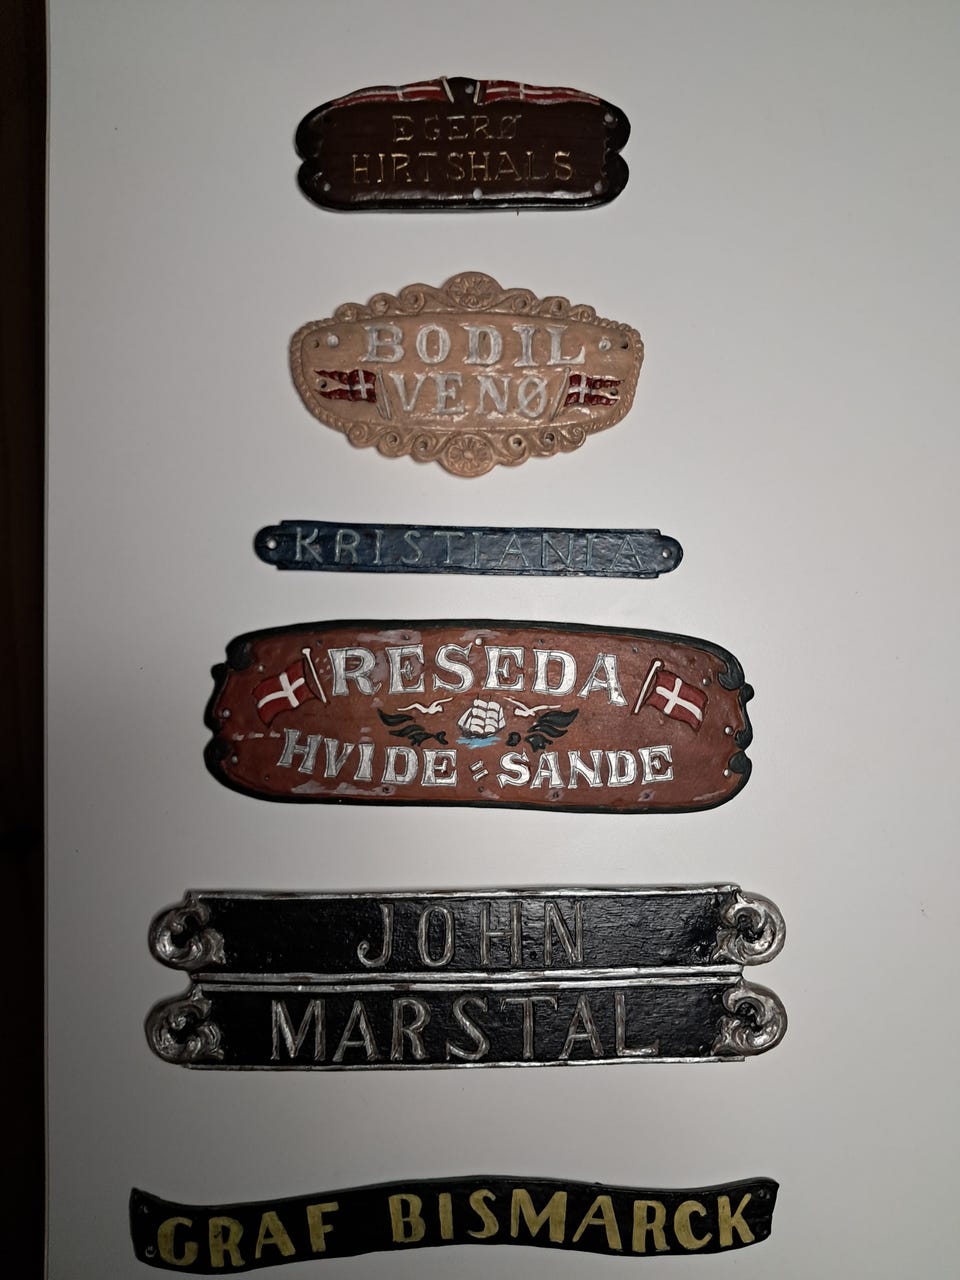 EGERØ
HIRTSHALS
BODIL
VENØ
KRISTIANIA
RESEDA
HVIDE = SANDE
JOHN
MARSTAL
GRAF BISMARCK